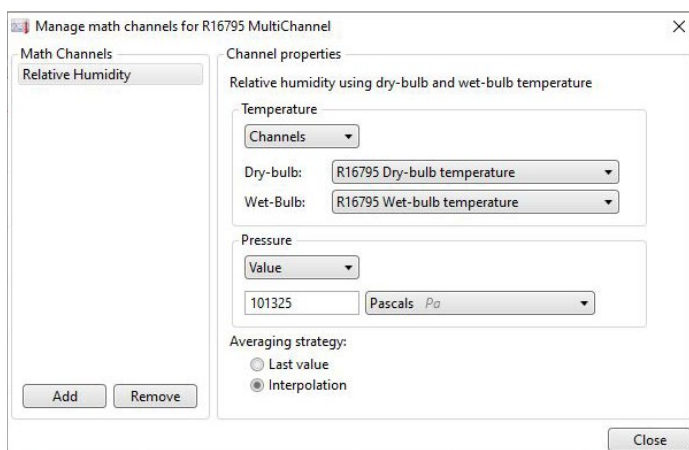 Manage math channels for R16795 MultiChannel
Math Channels
Relative Humidity
Add
Remove
Channel properties
Relative humidity using dry-bulb and wet-bulb temperature
Temperature
Channels
Dry-bulb:
R16795 Dry-bulb temperature
Wet-Bulb:
R16795 Wet-bulb temperature
Pressure
Value
101325
Pascals Pa
Averaging strategy:
Last value
Interpolation
Close